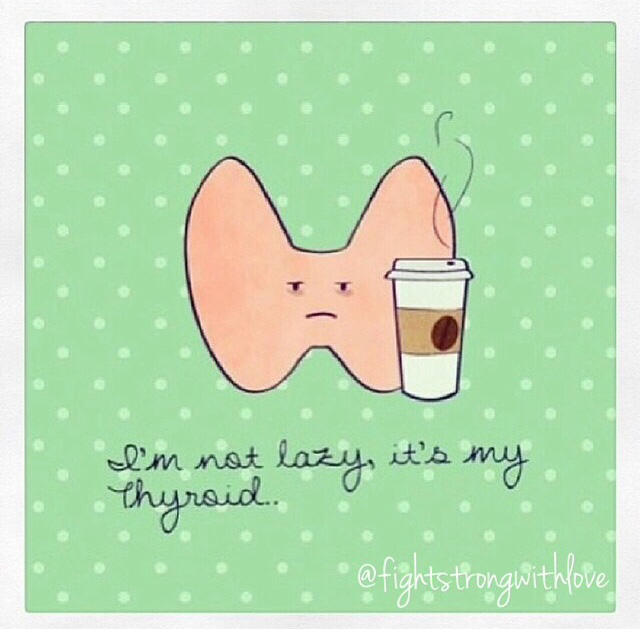 I'm not lazy, it's my
Thyroid..
@fightstrongwithlove